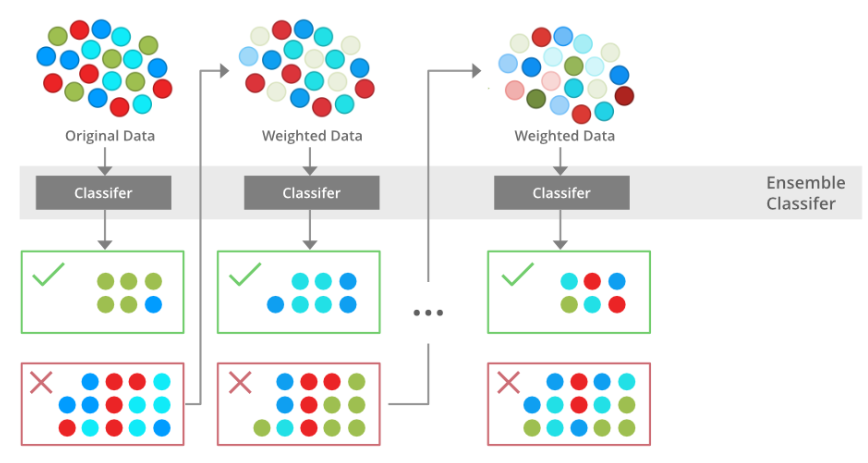 Original Data
Weighted Data
Weighted Data
Classifer
Classifer
Classifer
Ensemble
Classifer
...